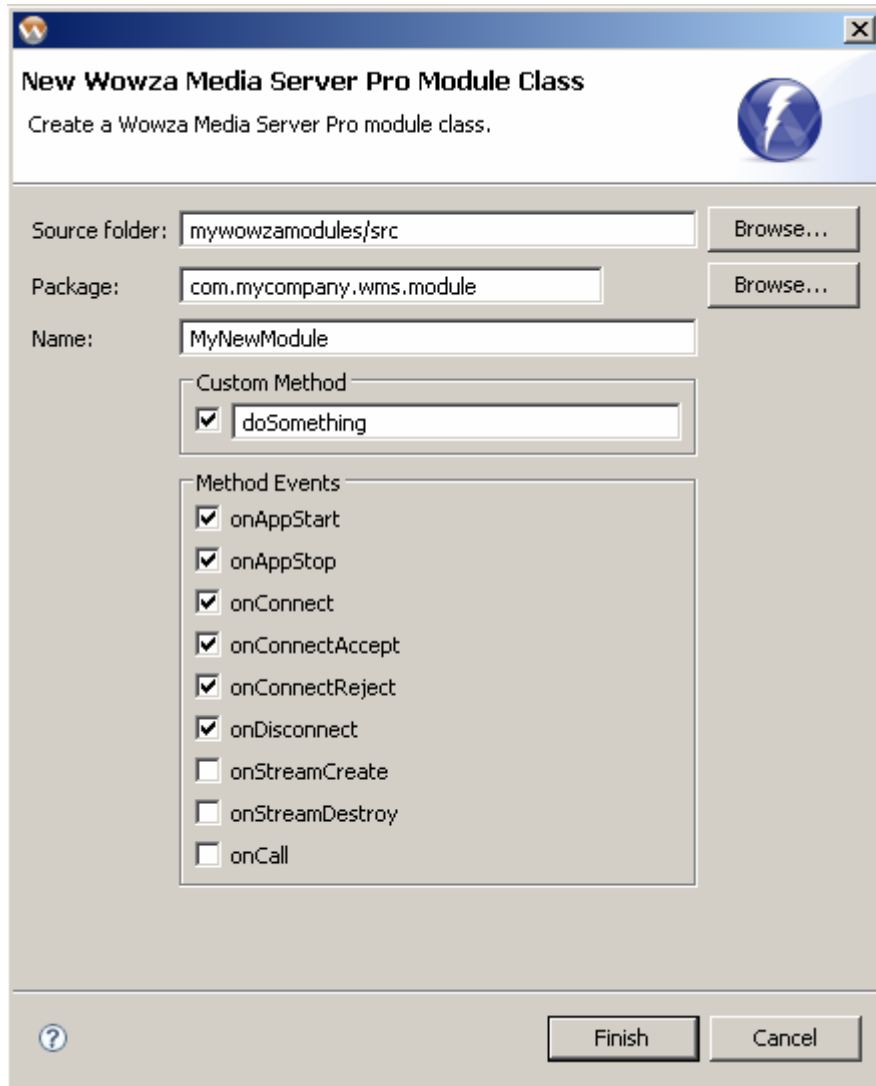 New Wowza Media Server Pro Module Class
Create a Wowza Media Server Pro module class.
Source folder: mywowzamodules/src Browse...
Package: com.mycompany.wms.module Browse...
Name: MyNewModule
Custom Method
doSomething
Method Events
onAppStart
onAppStop
onConnect
onConnectAccept
onConnectReject
onDisconnect
onStreamCreate
onStreamDestroy
onCall
? Finish Cancel